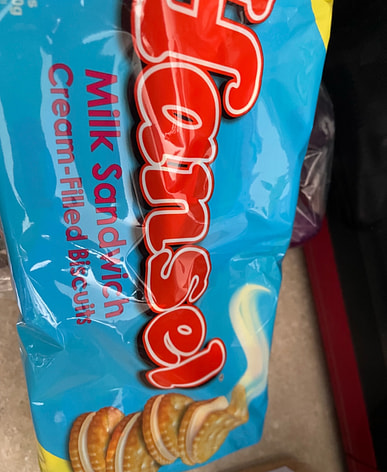 Hansel
Milk Sandwich
Cream-Filled Biscuits